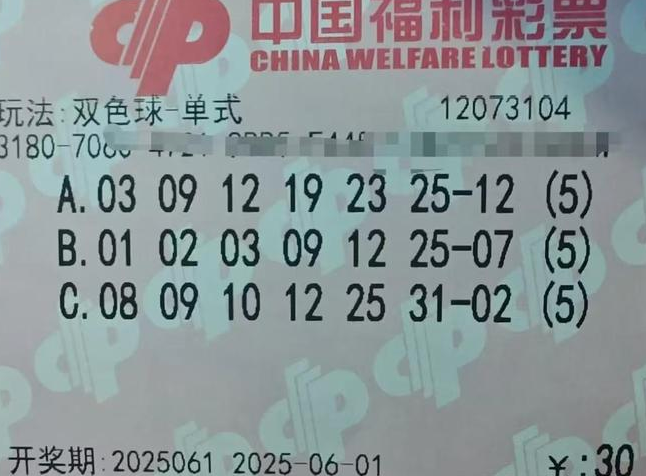 中国福利彩票
CHINA WELFARE LOTTERY
玩法:双色球-单式 12073104
A.03 09 12 19 23 25-12 (5)
B.01 02 03 09 12 25-07 (5)
C.08 09 10 12 25 31-02 (5)
开奖期:2025061 2025-06-01 ¥:30